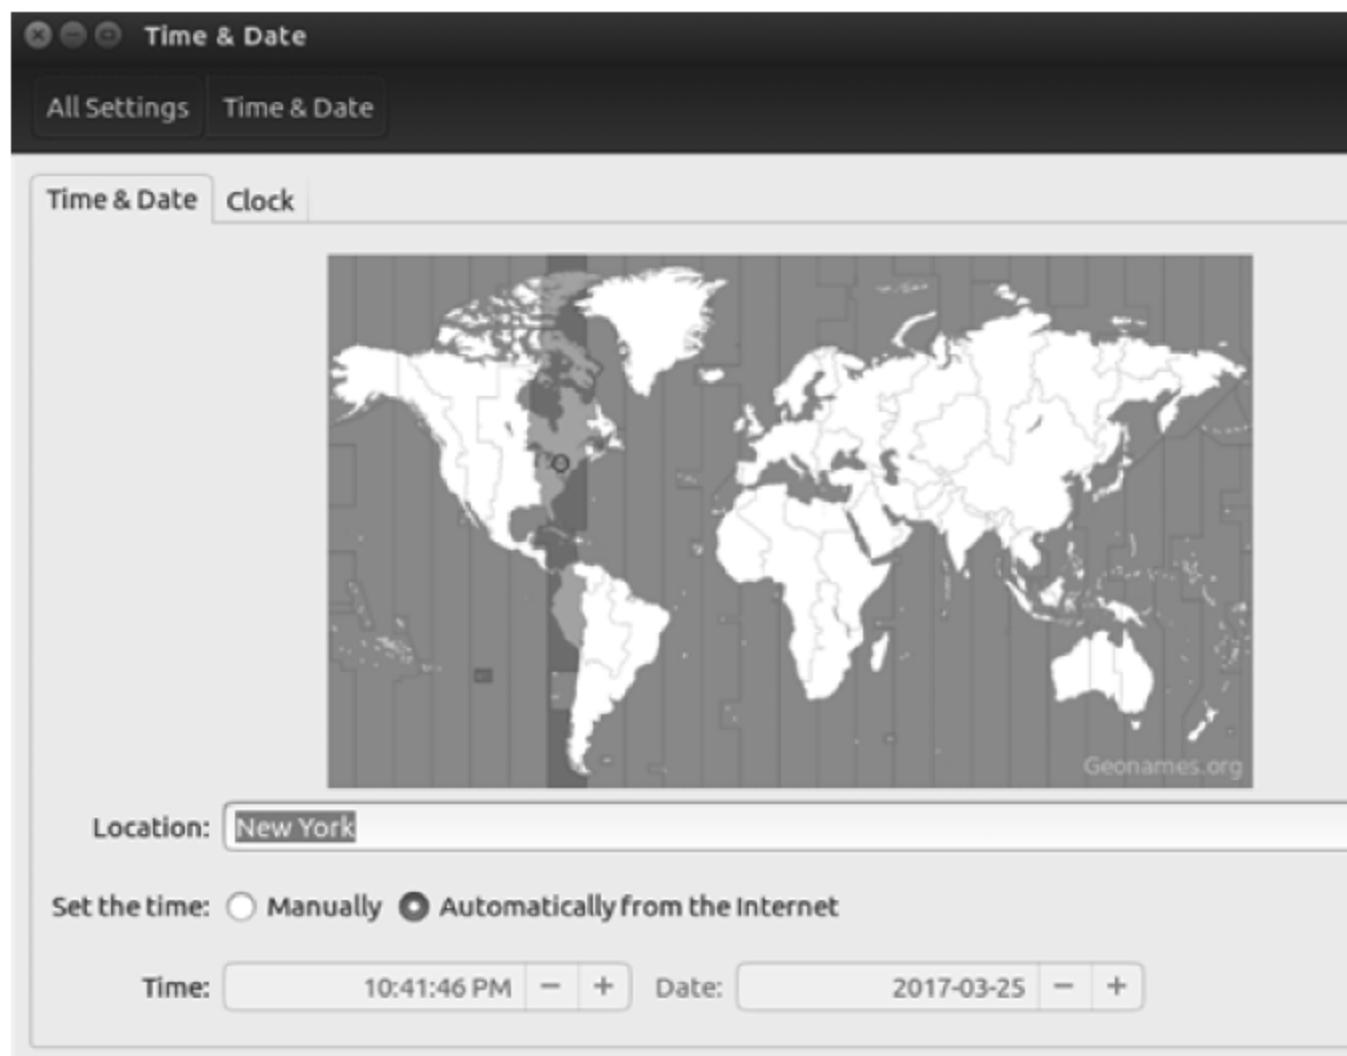 Time & Date
All Settings Time & Date
Time & Date Clock
Geonames.org
Location: New York
Set the time: Manually Automatically from the Internet
Time: 10:41:46 PM − + Date: 2017-03-25 − +